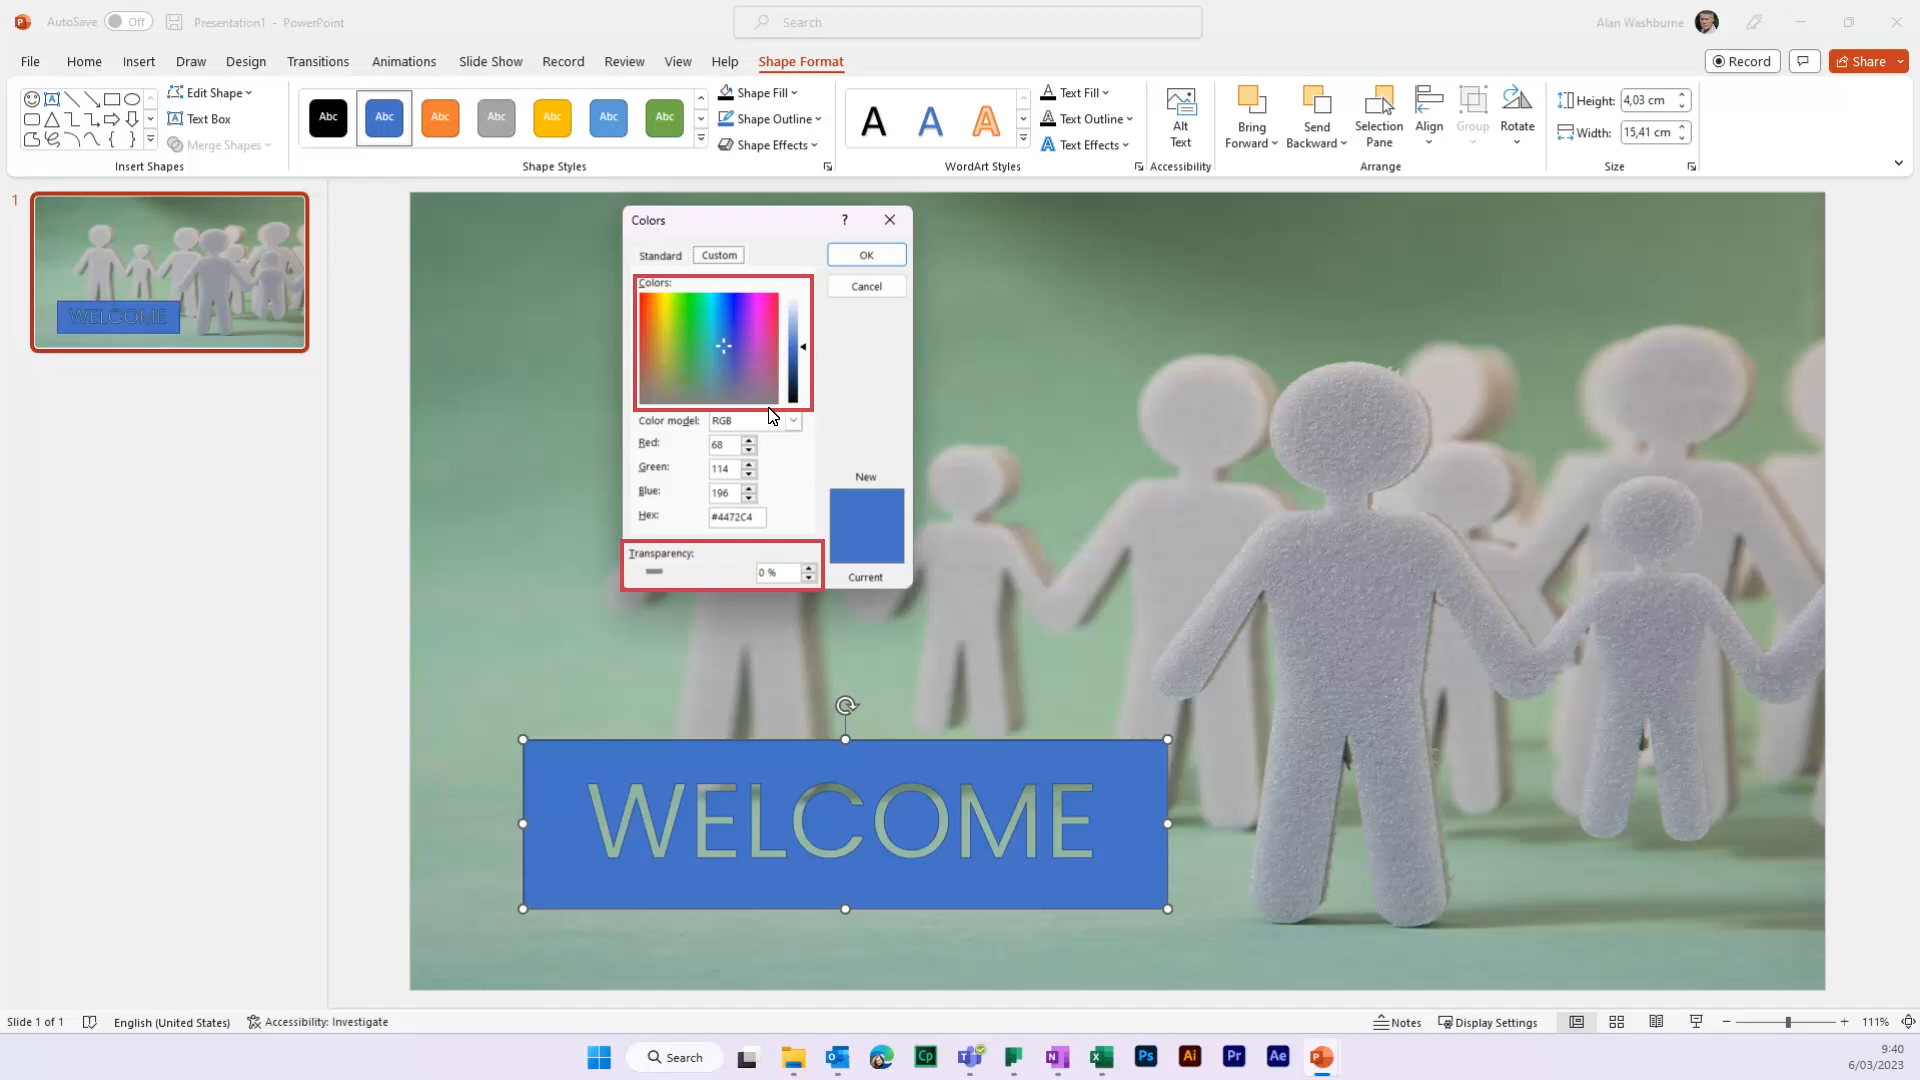 AutoSave Off Presentation1 - PowerPoint Search Alan Washburne
File Home Insert Draw Design Transitions Animations Slide Show Record Review View Help Shape Format Record Share
Edit Shape
Text Box
Merge Shapes
Insert Shapes
Abc Abc Abc Abc Abc Abc Abc
Shape Fill
Shape Outline
Shape Effects
Shape Styles
A A A
Text Fill
Text Outline
Text Effects
WordArt Styles
Alt
Text
Accessibility
Bring
Forward
Send
Backward
Selection
Pane
Align
Group
Rotate
Arrange
Height: 4,03 cm
Width: 15,41 cm
Size
1
WELCOME
Colors ?
Standard Custom
OK
Cancel
Colors:
Color model: RGB
Red: 68
Green: 114
Blue: 196
Hex: #4472C4
Transparency:
0 %
New
Current
WELCOME
Slide 1 of 1 English (United States) Accessibility: Investigate Notes Display Settings 111%
Search Cp Ps Ai Pr Ae
9:40
6/03/2023